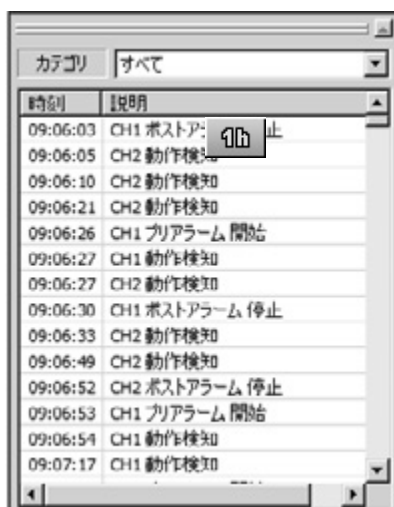 カテゴリ すべて
時刻 説明
09:06:03 CH1 ポストア 止
09:06:05 CH2 動作検知
09:06:10 CH2 動作検知
09:06:21 CH2 動作検知
09:06:26 CH1 プリアラーム 開始
09:06:27 CH1 動作検知
09:06:27 CH2 動作検知
09:06:30 CH1 ポストアラーム 停止
09:06:33 CH2 動作検知
09:06:49 CH2 動作検知
09:06:52 CH2 ポストアラーム 停止
09:06:53 CH1 プリアラーム 開始
09:06:54 CH1 動作検知
09:07:17 CH1 動作検知